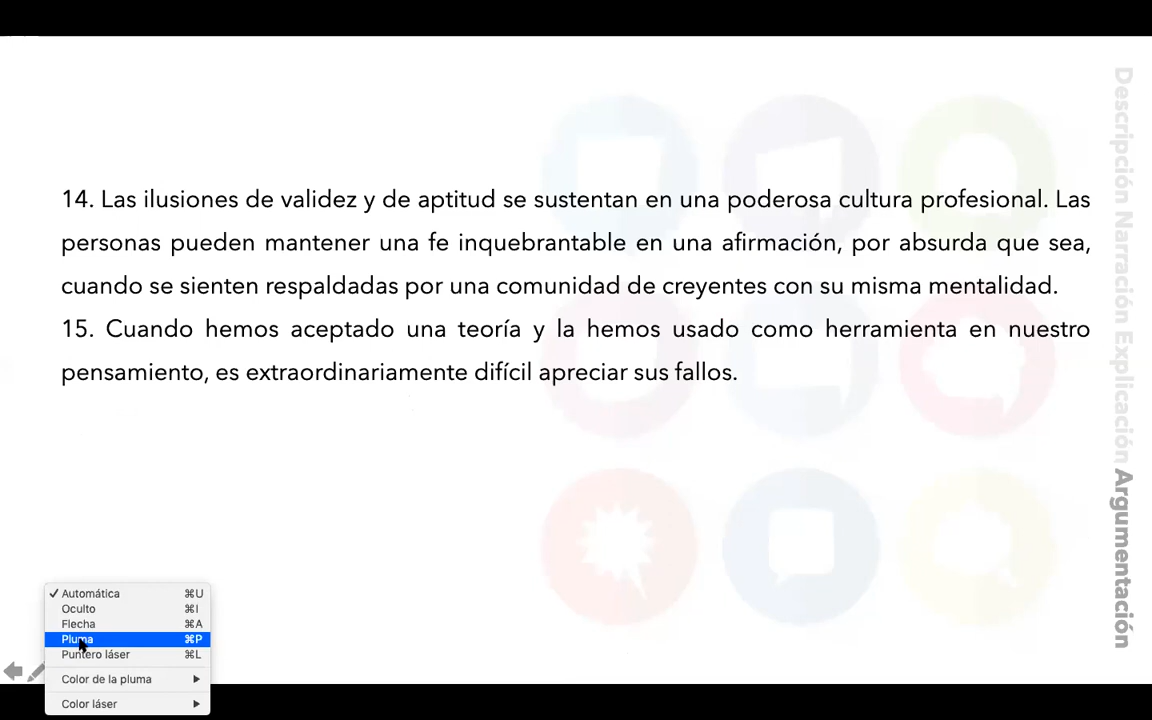 14. Las ilusiones de validez y de aptitud se sustentan en una poderosa cultura profesional. Las
personas pueden mantener una fe inquebrantable en una afirmación, por absurda que sea,
cuando se sienten respaldadas por una comunidad de creyentes con su misma mentalidad.
15. Cuando hemos aceptado una teoría y la hemos usado como herramienta en nuestro
pensamiento, es extraordinariamente difícil apreciar sus fallos.
Descripción Narración Explicación Argumentación
✓ Automática ⌘U
Oculto ⌘I
Flecha ⌘A
Pluma ⌘P
Puntero láser ⌘L
Color de la pluma
Color láser